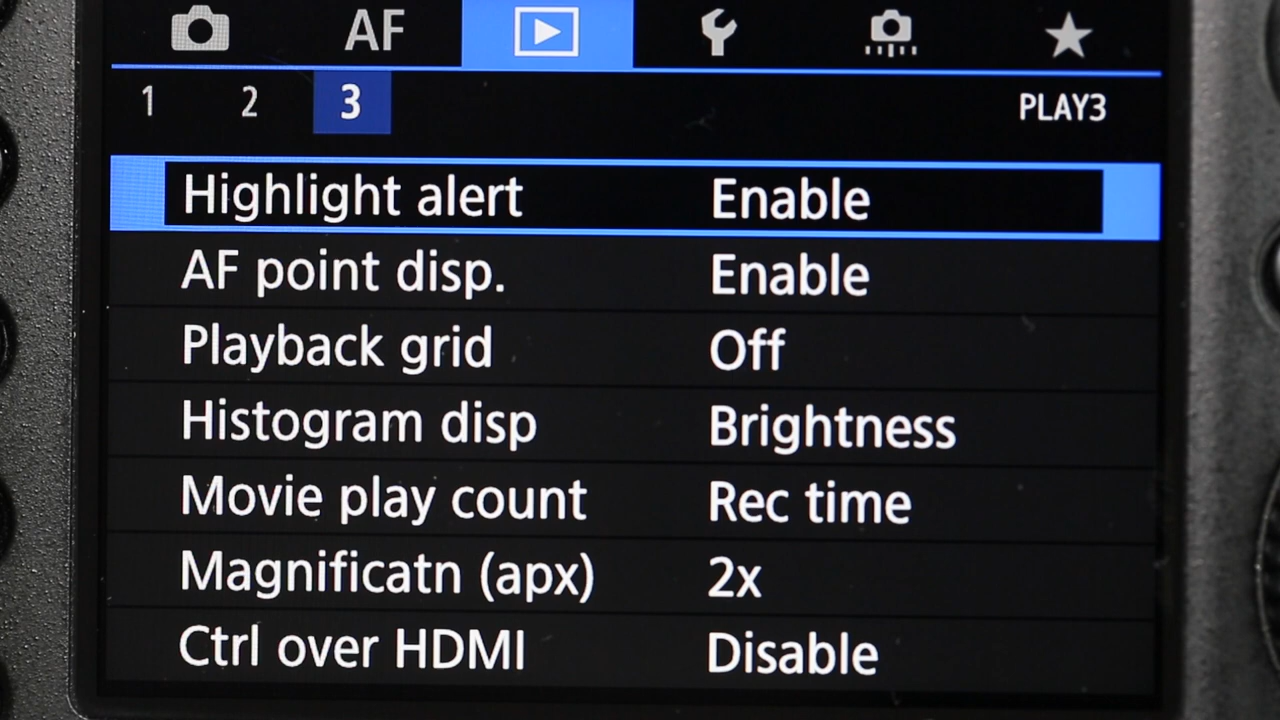 AF
1 2 3 PLAY3
Highlight alert Enable
AF point disp. Enable
Playback grid Off
Histogram disp Brightness
Movie play count Rec time
Magnificatn (apx) 2x
Ctrl over HDMI Disable